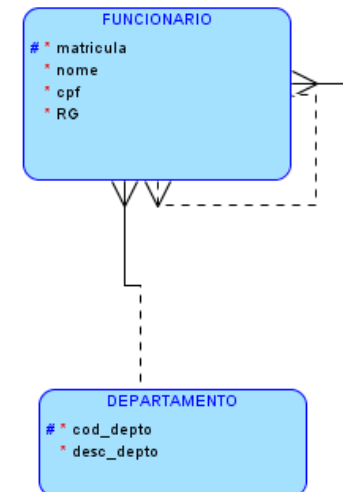 FUNCIONARIO
# * matricula
* nome
* cpf
* RG
DEPARTAMENTO
# * cod_depto
* desc_depto